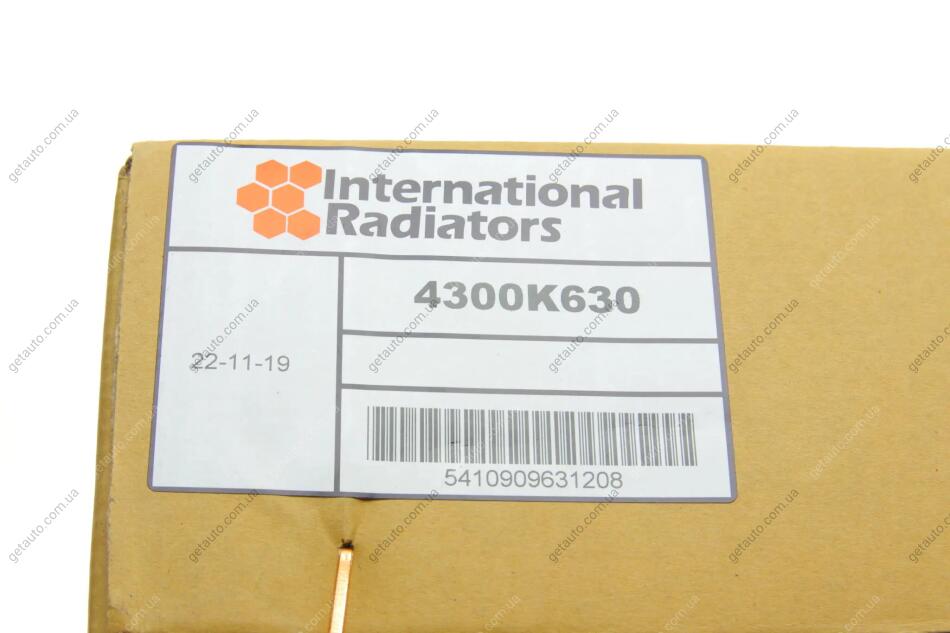 International
Radiators
4300K630
22-11-19
5410909631208
getauto.com.ua